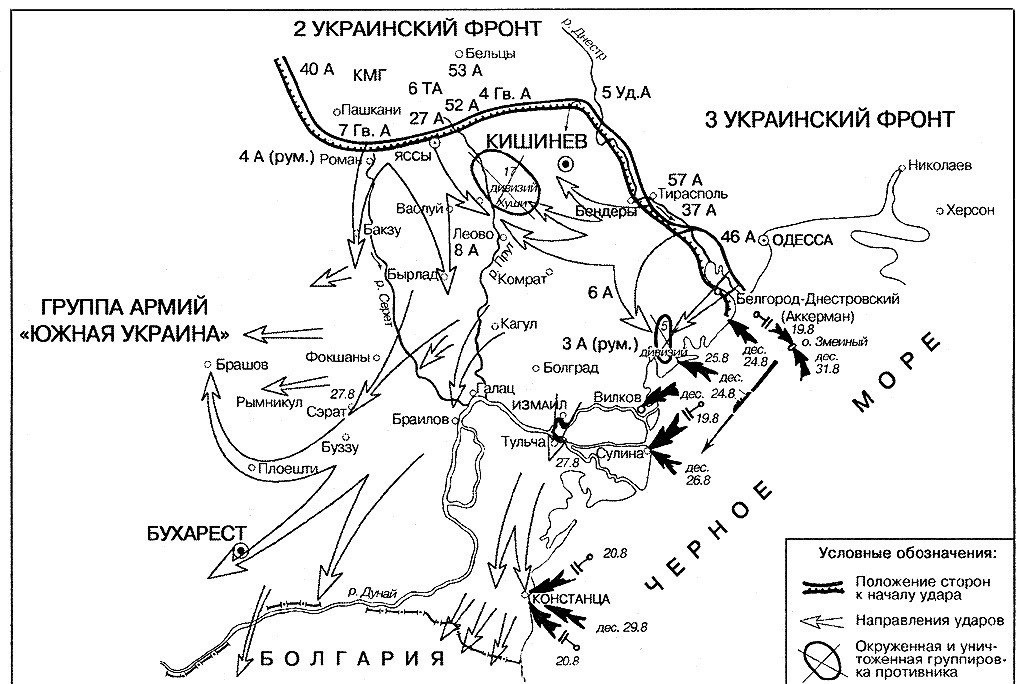 2 УКРАИНСКИЙ ФРОНТ
р. Днестр
Бельцы
40 А
КМГ
53 А
6 ТА
4 Гв. А
5 Уд.А
Пашкани
52 А
27 А
7 Гв. А
3 УКРАИНСКИЙ ФРОНТ
КИШИНЕВ
4 А (рум.)
Роман
ЯССЫ
17
дивизий
Хуши
Николаев
57 А
Тирасполь
Васлуй
Бендеры
37 А
Херсон
Бакзу
Леово
8 А
р. Прут
46 А
ОДЕССА
Бырлад
Комрат
р. Серет
6 А
Белгород-Днестровский
(Аккерман)
ГРУППА АРМИЙ
«ЮЖНАЯ УКРАИНА»
Кагул
5
дивизий
19.8
о. Змеиный
дес.
31.8
дес.
24.8
3 А (рум.)
25.8
Брашов
Фокшаны
Болград
дес.
24.8
27.8
Рымникул
Сэрат
Галац
ИЗМАИЛ
Вилков
дес.
19.8
МОРЕ
Браилов
Буззу
Тульча
27.8
Сулина
Плоешти
дес.
26.8
БУХАРЕСТ
ЧЕРНОЕ
20.8
р. Дунай
КОНСТАНЦА
дес. 29.8
20.8
БОЛГАРИЯ
Условные обозначения:
Положение сторон
к началу удара
Направления ударов
Окруженная и унич-
тоженная группиров-
ка противника